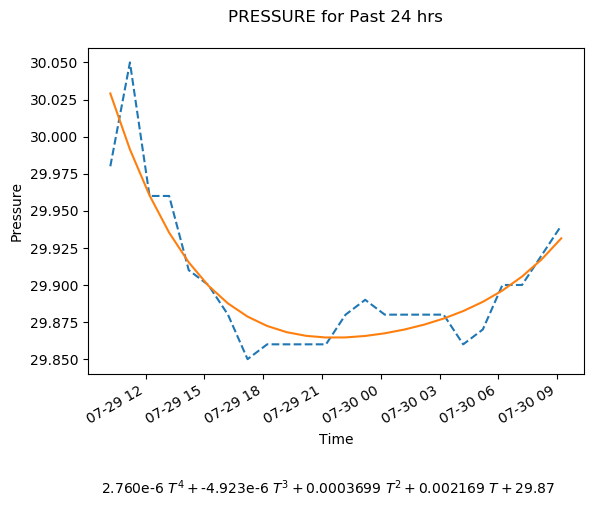 PRESSURE for Past 24 hrs
30.050
30.025
30.000
29.975
29.950
29.925
29.900
29.875
29.850
Pressure
07-29 12 07-29 15 07-29 18 07-29 21 07-30 00 07-30 03 07-30 06 07-30 09
Time
2.760e-6 T⁴ + -4.923e-6 T³ + 0.0003699 T² + 0.002169 T + 29.87